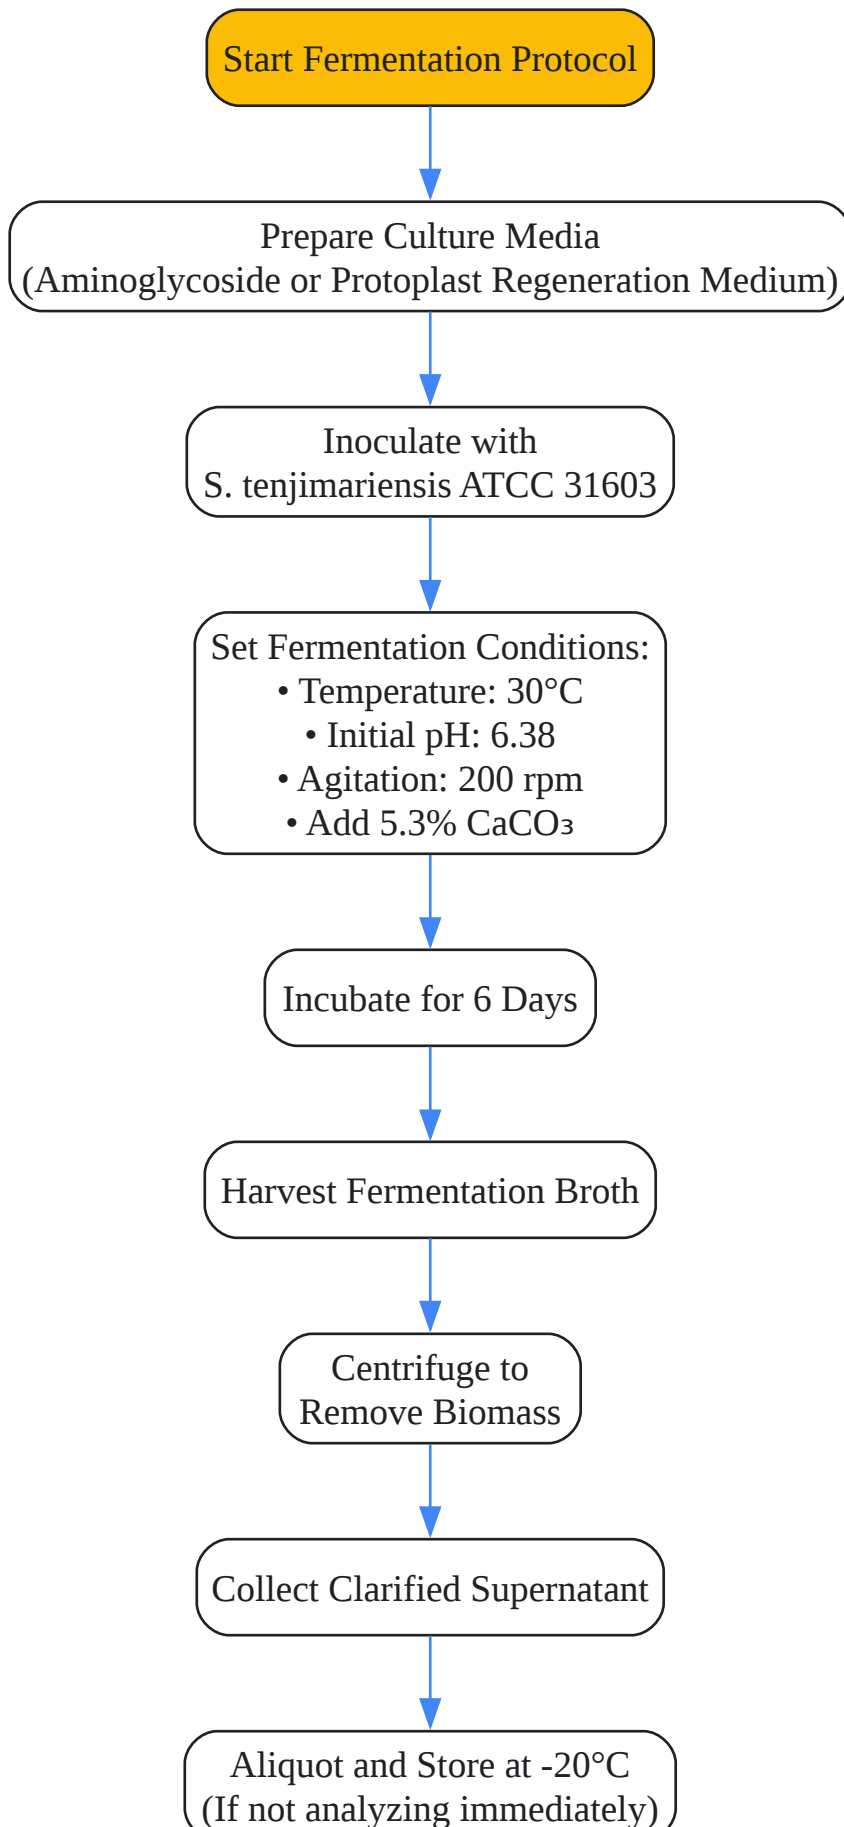 Start Fermentation Protocol
Prepare Culture Media
(Aminoglycoside or Protoplast Regeneration Medium)
Inoculate with
S. tenjimariensis ATCC 31603
Set Fermentation Conditions:
• Temperature: 30°C
• Initial pH: 6.38
• Agitation: 200 rpm
• Add 5.3% CaCO₃
Incubate for 6 Days
Harvest Fermentation Broth
Centrifuge to
Remove Biomass
Collect Clarified Supernatant
Aliquot and Store at -20°C
(If not analyzing immediately)